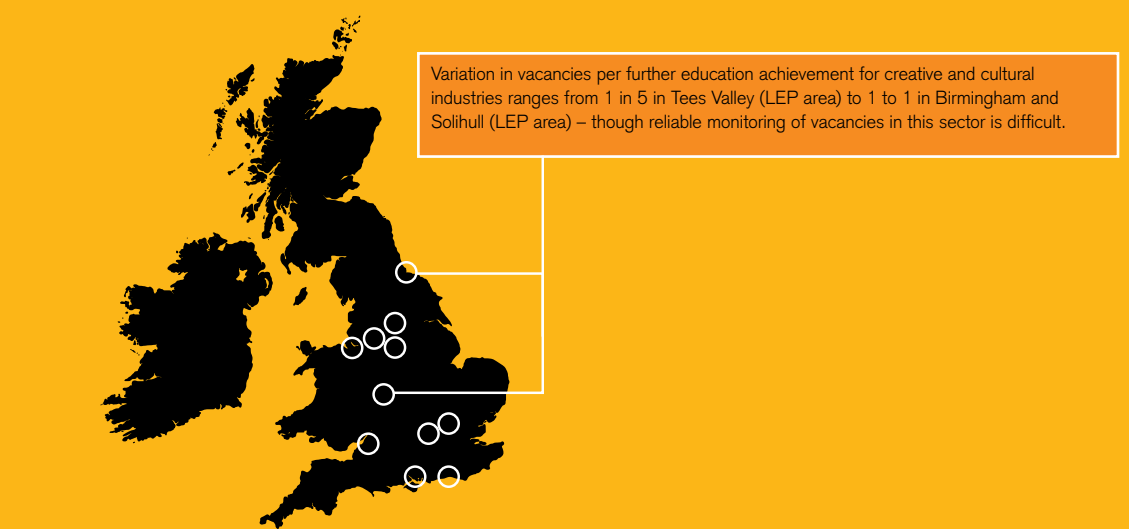 Variation in vacancies per further education achievement for creative and cultural
industries ranges from 1 in 5 in Tees Valley (LEP area) to 1 to 1 in Birmingham and
Solihull (LEP area) – though reliable monitoring of vacancies in this sector is difficult.